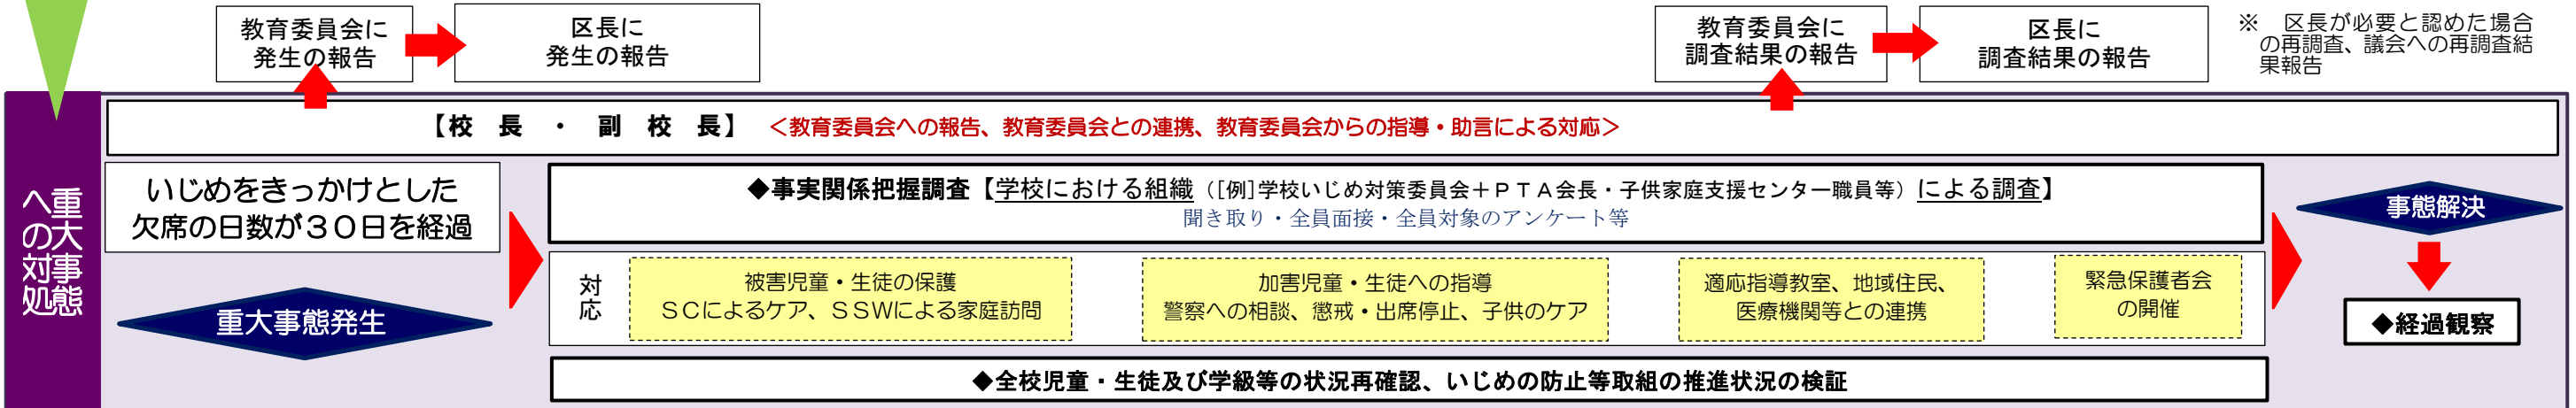 教育委員会に
発生の報告
区長に
発生の報告
教育委員会に
調査結果の報告
区長に
調査結果の報告
※　区長が必要と認めた場合
の再調査、議会への再調査結
果報告
重大事態
への対処
【校　長　・　副　校　長】　＜教育委員会への報告、教育委員会との連携、教育委員会からの指導・助言による対応＞
いじめをきっかけとした
欠席の日数が３０日を経過
重大事態発生
◆事実関係把握調査【学校における組織（[例]学校いじめ対策委員会＋ＰＴＡ会長・子供家庭支援センター職員等）による調査】
聞き取り・全員面接・全員対象のアンケート等
対応
被害児童・生徒の保護
ＳＣによるケア、ＳＳＷによる家庭訪問
加害児童・生徒への指導
警察への相談、懲戒・出席停止、子供のケア
適応指導教室、地域住民、
医療機関等との連携
緊急保護者会
の開催
◆全校児童・生徒及び学級等の状況再確認、いじめの防止等取組の推進状況の検証
事態解決
◆経過観察